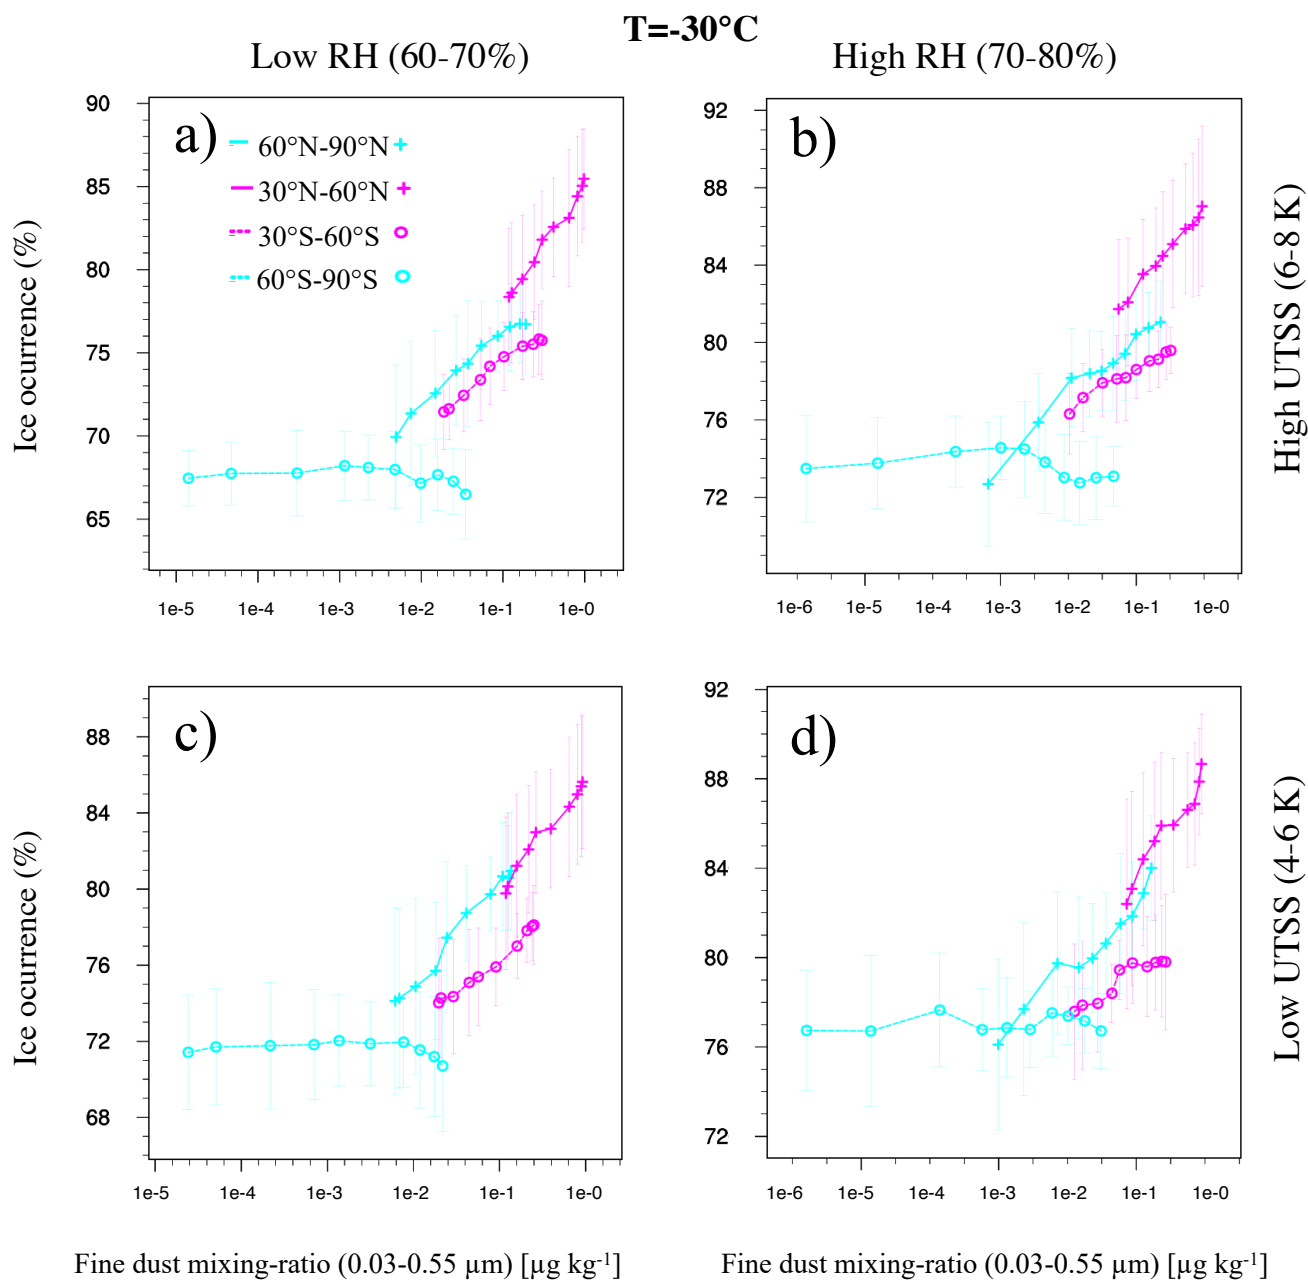 T=-30°C
Low RH (60-70%)
High RH (70-80%)
a)
60°N-90°N
30°N-60°N
30°S-60°S
60°S-90°S
Ice ocurrence (%)
90
85
80
75
70
65
1e-5 1e-4 1e-3 1e-2 1e-1 1e-0
b)
92
88
84
80
76
72
1e-6 1e-5 1e-4 1e-3 1e-2 1e-1 1e-0
High UTSS (6-8 K)
c)
Ice ocurrence (%)
88
84
80
76
72
68
1e-5 1e-4 1e-3 1e-2 1e-1 1e-0
Fine dust mixing-ratio (0.03-0.55 µm) [µg kg⁻¹]
d)
92
88
84
80
76
72
1e-6 1e-5 1e-4 1e-3 1e-2 1e-1 1e-0
Low UTSS (4-6 K)
Fine dust mixing-ratio (0.03-0.55 µm) [µg kg⁻¹]